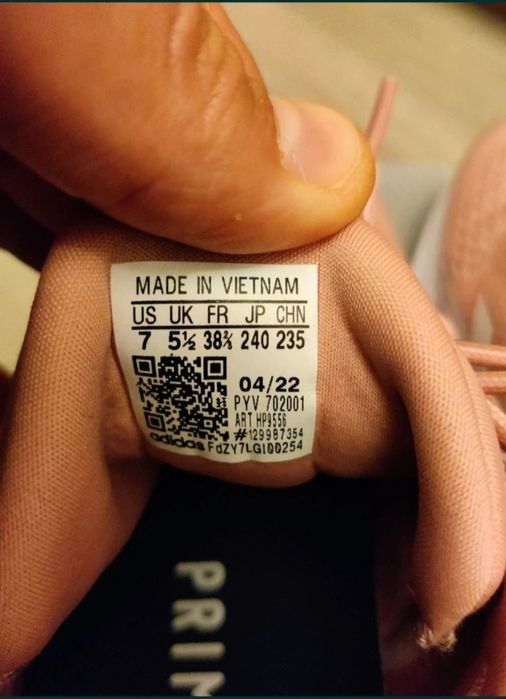 MADE IN VIETNAM
US UK FR JP CHN
7 5½ 38⅔ 240 235
04/22
PYV 702001
ART HP9556
#129987354
adidas FdZY7LGI00254
PRIM